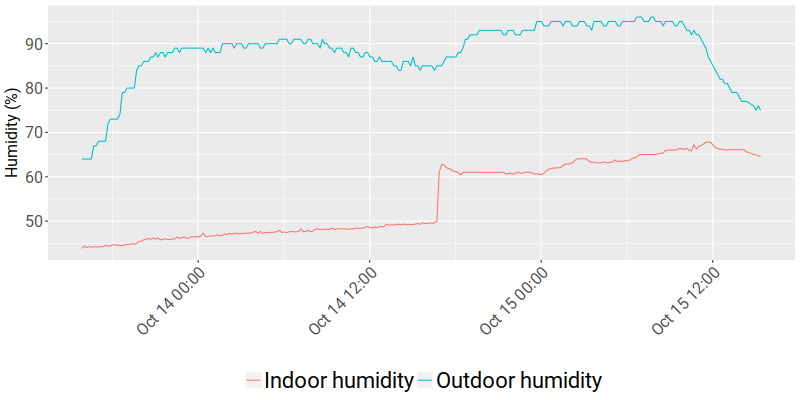 Humidity (%)
90
80
70
60
50
Oct 14 00:00
Oct 14 12:00
Oct 15 00:00
Oct 15 12:00
Indoor humidity
Outdoor humidity